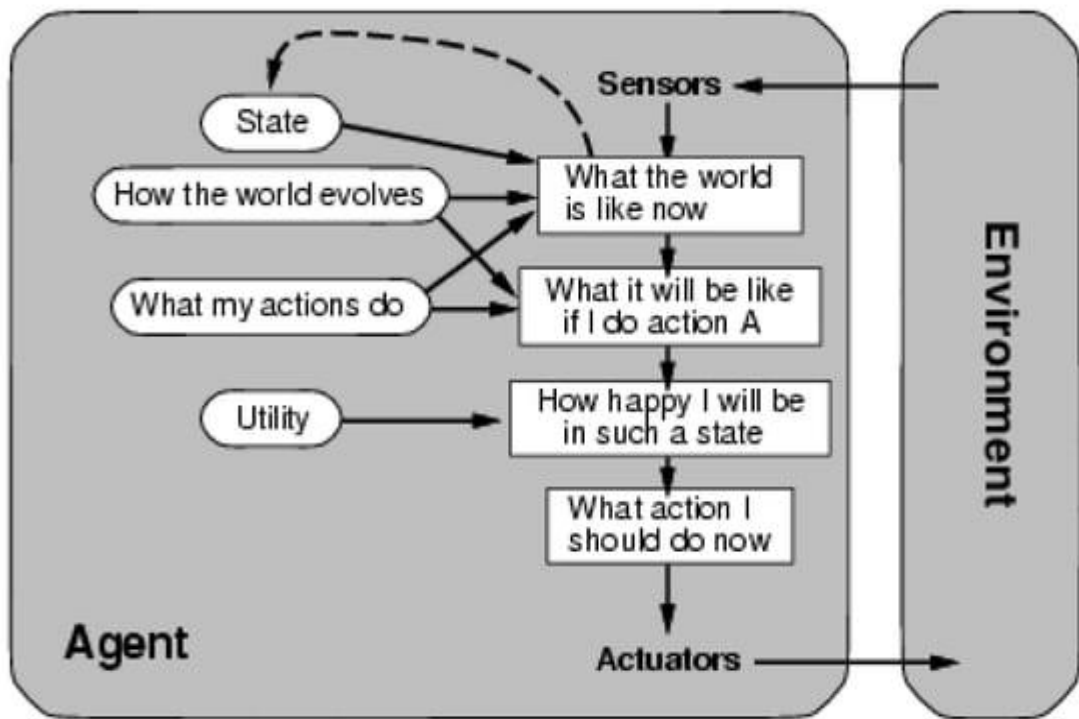 Sensors
State
What the world
is like now
How the world evolves
What it will be like
if I do action A
What my actions do
How happy I will be
in such a state
Utility
What action I
should do now
Agent
Actuators
Environment